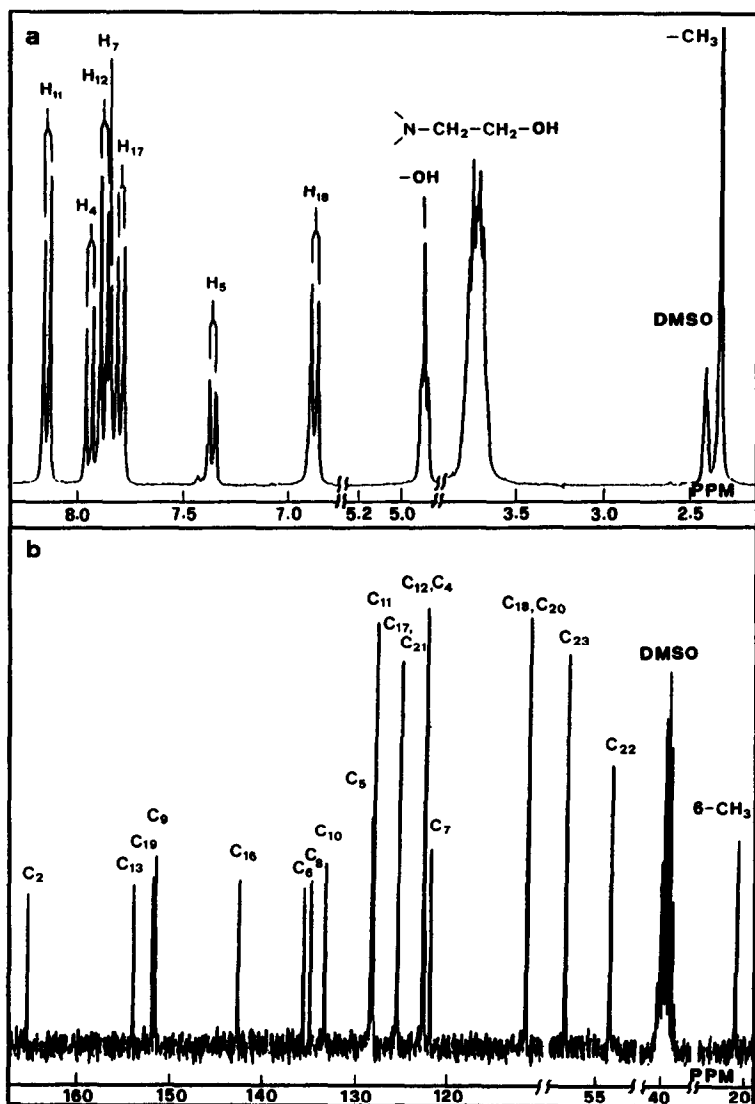 a
H₇
-CH₃
H₁₁
H₁₂
H₁₇
N-CH₂-CH₂-OH
-OH
H₄
H₁₈
H₅
DMSO
PPM
8.0 7.5 7.0 5.2 5.0 3.5 3.0 2.5
b
C₁₂,C₄
C₁₁
C₁₇,
C₂₁
C₁₈,C₂₀
C₂₃
DMSO
C₅
C₂₂
6-CH₃
C₉
C₁₉
C₁₃
C₂
C₁₆
C₁₀
C₈
C₆
C₇
PPM
160 150 140 130 120 55 40 20